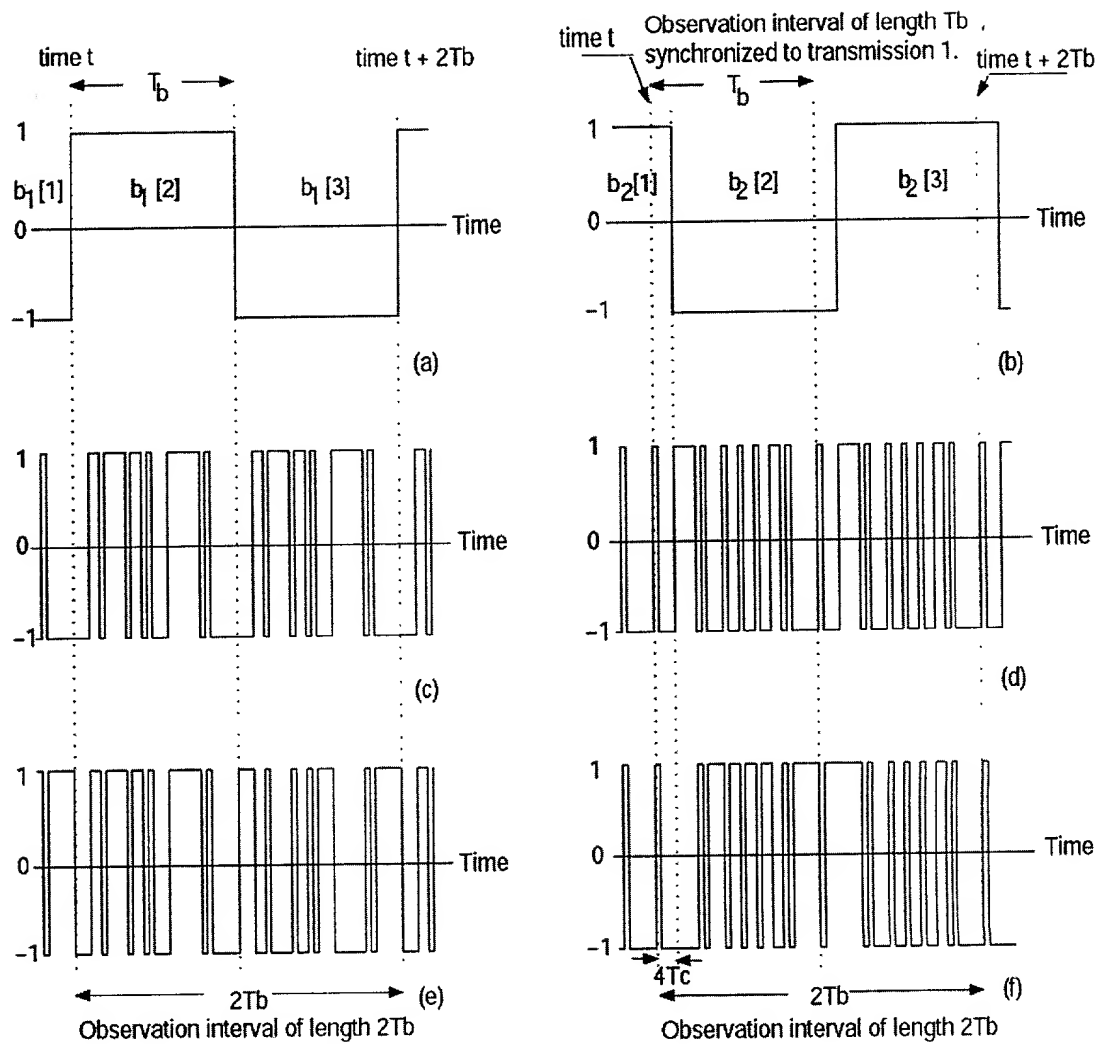 time t
time t + 2Tb
Tb
1
b1 [1]
b1 [2]
b1 [3]
0
Time
−1
(a)
Observation interval of length Tb ,
synchronized to transmission 1.
time t
time t + 2Tb
Tb
1
b2[1]
b2 [2]
b2 [3]
0
Time
-1
(b)
1
0
Time
−1
(c)
1
0
Time
−1
(d)
1
0
Time
−1
2Tb
(e)
Observation interval of length 2Tb
1
0
Time
−1
4Tc
2Tb
(f)
Observation interval of length 2Tb